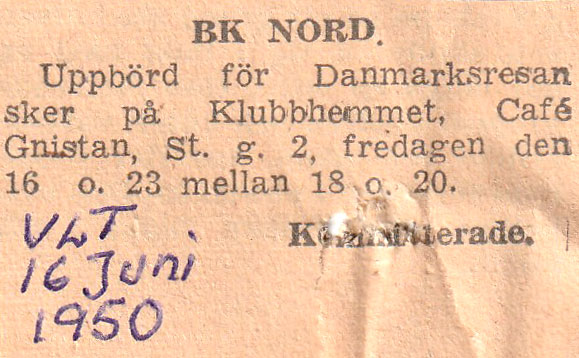 BK NORD.
Uppbörd för Danmarksresan
sker på Klubbhemmet, Café
Gnistan, St. g. 2, fredagen den
16 o. 23 mellan 18 o. 20.
Kommitterade.
VLT
16 Juni
1950